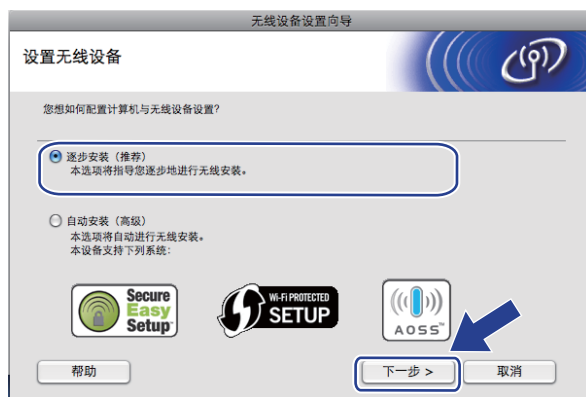 无线设备设置向导
设置无线设备
您想如何配置计算机与无线设备设置?
逐步安装（推荐）
本选项将指导您逐步地进行无线安装。
自动安装（高级）
本选项将自动进行无线安装。
本设备支持下列系统:
Secure
Easy
Setup™
Wi-Fi PROTECTED
SETUP
AOSS™
帮助
下一步 >
取消